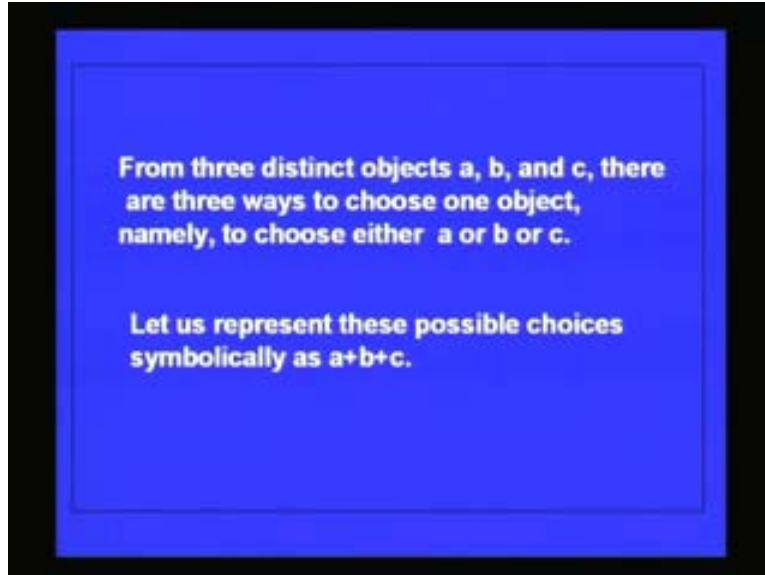 From three distinct objects a, b, and c, there
are three ways to choose one object,
namely, to choose either a or b or c.
Let us represent these possible choices
symbolically as a+b+c.